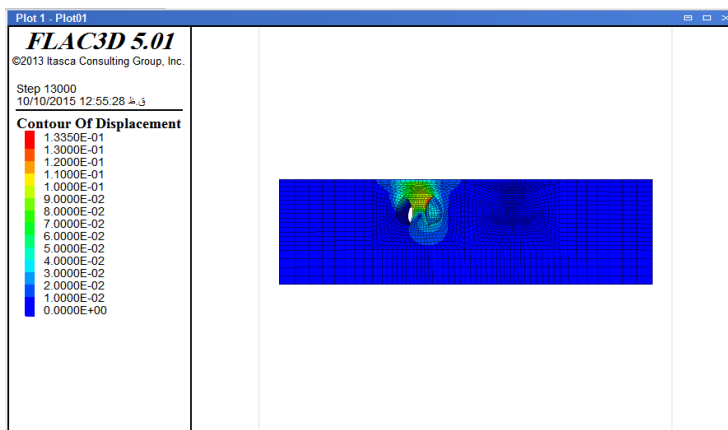 Plot 1 - Plot01
FLAC3D 5.01
©2013 Itasca Consulting Group, Inc.
Step 13000
10/10/2015 12:55:28 ق.ظ
Contour Of Displacement
1.3350E-01
1.3000E-01
1.2000E-01
1.1000E-01
1.0000E-01
9.0000E-02
8.0000E-02
7.0000E-02
6.0000E-02
5.0000E-02
4.0000E-02
3.0000E-02
2.0000E-02
1.0000E-02
0.0000E+00